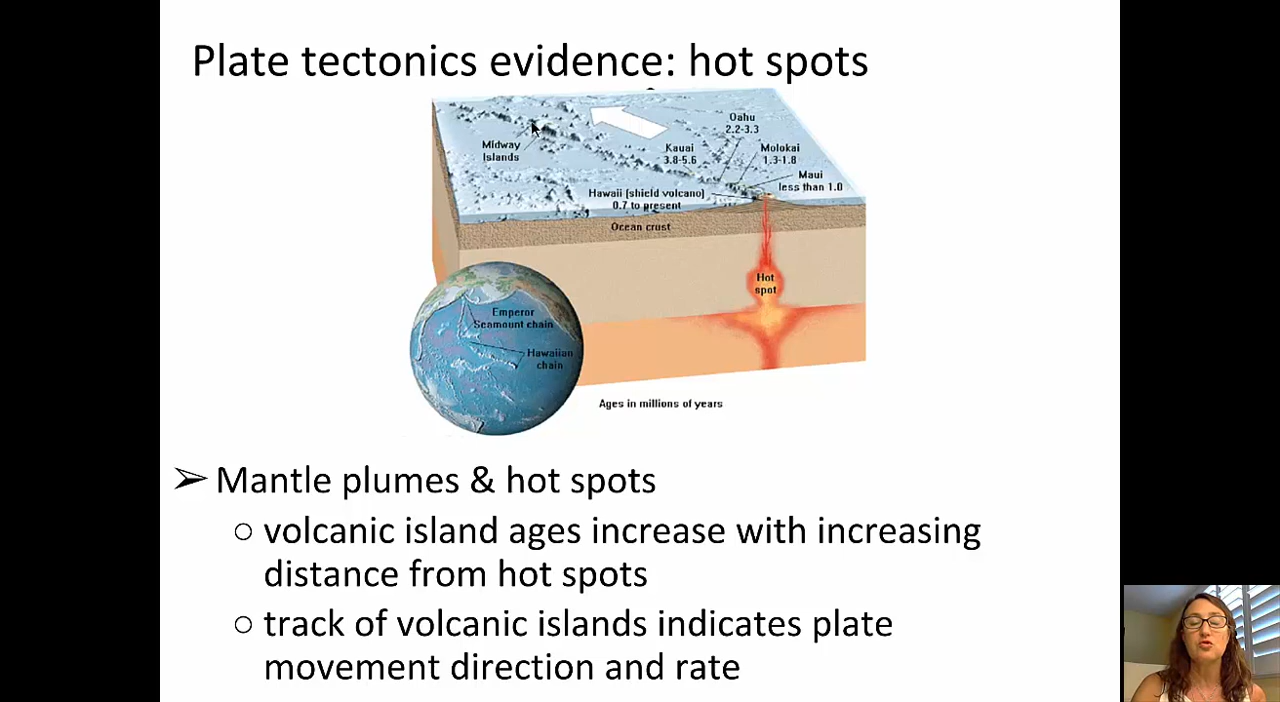 Plate tectonics evidence: hot spots
Oahu
2.2-3.3
Midway
Islands
Kauai
3.8-5.6
Molokai
1.3-1.8
Maui
less than 1.0
Hawaii (shield volcano)
0.7 to present
Ocean crust
Hot
spot
Emperor
Seamount chain
Hawaiian
chain
Ages in millions of years
➢ Mantle plumes & hot spots
○ volcanic island ages increase with increasing
distance from hot spots
○ track of volcanic islands indicates plate
movement direction and rate